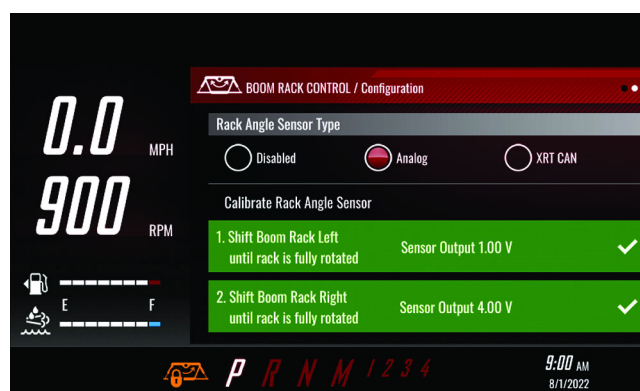 BOOM RACK CONTROL / Configuration
Rack Angle Sensor Type
Disabled
Analog
XRT CAN
0.0 MPH
900 RPM
Calibrate Rack Angle Sensor
1. Shift Boom Rack Left
until rack is fully rotated
Sensor Output 1.00 V
2. Shift Boom Rack Right
until rack is fully rotated
Sensor Output 4.00 V
E F
P R N M 1 2 3 4
9:00 AM
8/1/2022